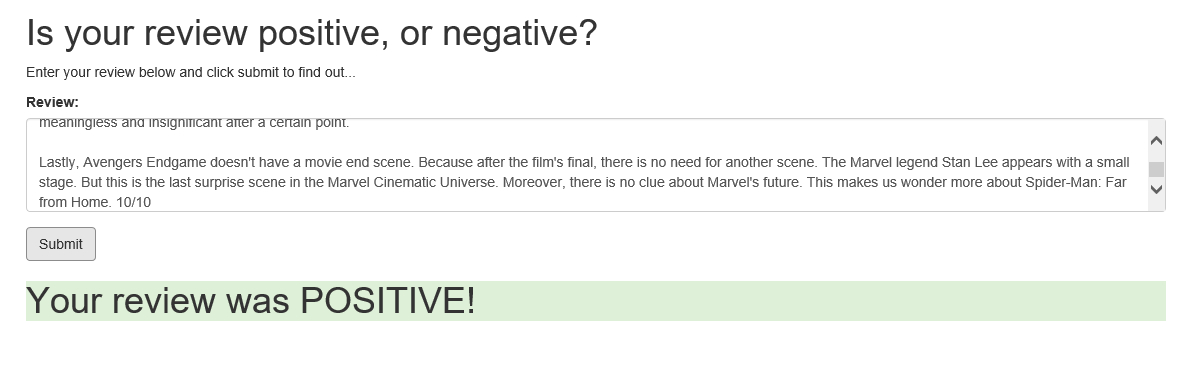 Is your review positive, or negative?
Enter your review below and click submit to find out...
Review:
meaningless and insignificant after a certain point.
Lastly, Avengers Endgame doesn't have a movie end scene. Because after the film's final, there is no need for another scene. The Marvel legend Stan Lee appears with a small
stage. But this is the last surprise scene in the Marvel Cinematic Universe. Moreover, there is no clue about Marvel's future. This makes us wonder more about Spider-Man: Far
from Home. 10/10
Submit
Your review was POSITIVE!